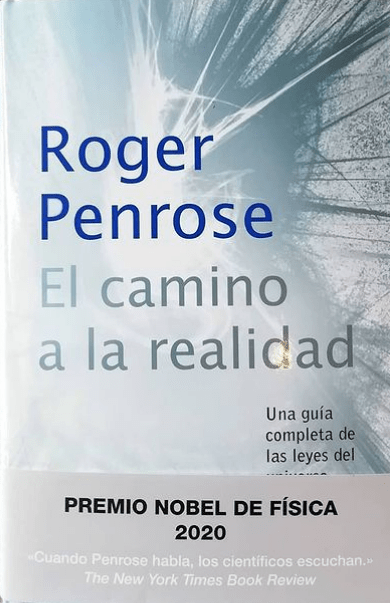 Roger
Penrose
El camino
a la realidad
Una guía
completa de
las leyes del
PREMIO NOBEL DE FÍSICA
2020
«Cuando Penrose habla, los científicos escuchan.»
The New York Times Book Review